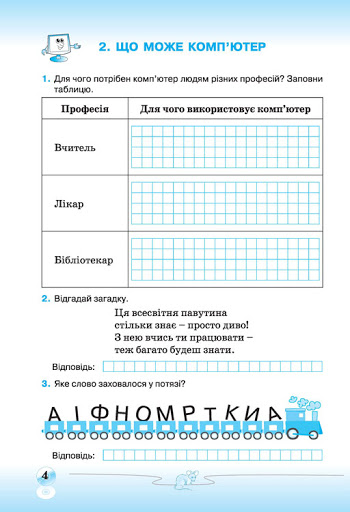 2. ЩО МОЖЕ КОМП'ЮТЕР
1. Для чого потрібен комп'ютер людям різних професій? Заповни
таблицю.
Професія Для чого використовує комп'ютер
Вчитель
Лікар
Бібліотекар
2. Відгадай загадку.
Ця всесвітня павутина
стільки знає – просто диво!
З нею вчись ти працювати –
теж багато будеш знати.
Відповідь:
3. Яке слово заховалося у потязі?
АІФНОМРТКИА
Відповідь:
4